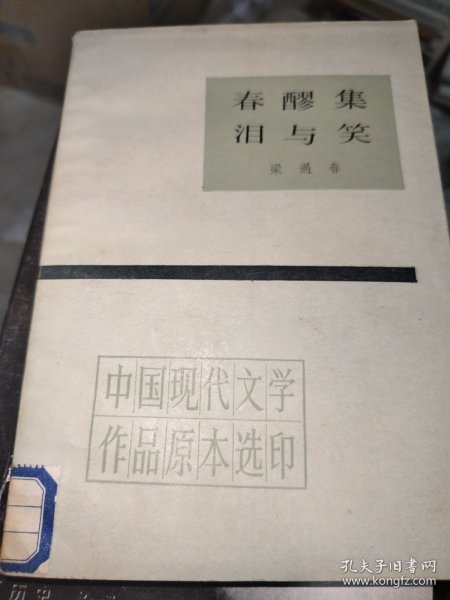 春醪集
泪与笑
梁遇春
中国现代文学
作品原本选印
孔夫子旧书网
www.kongfz.com